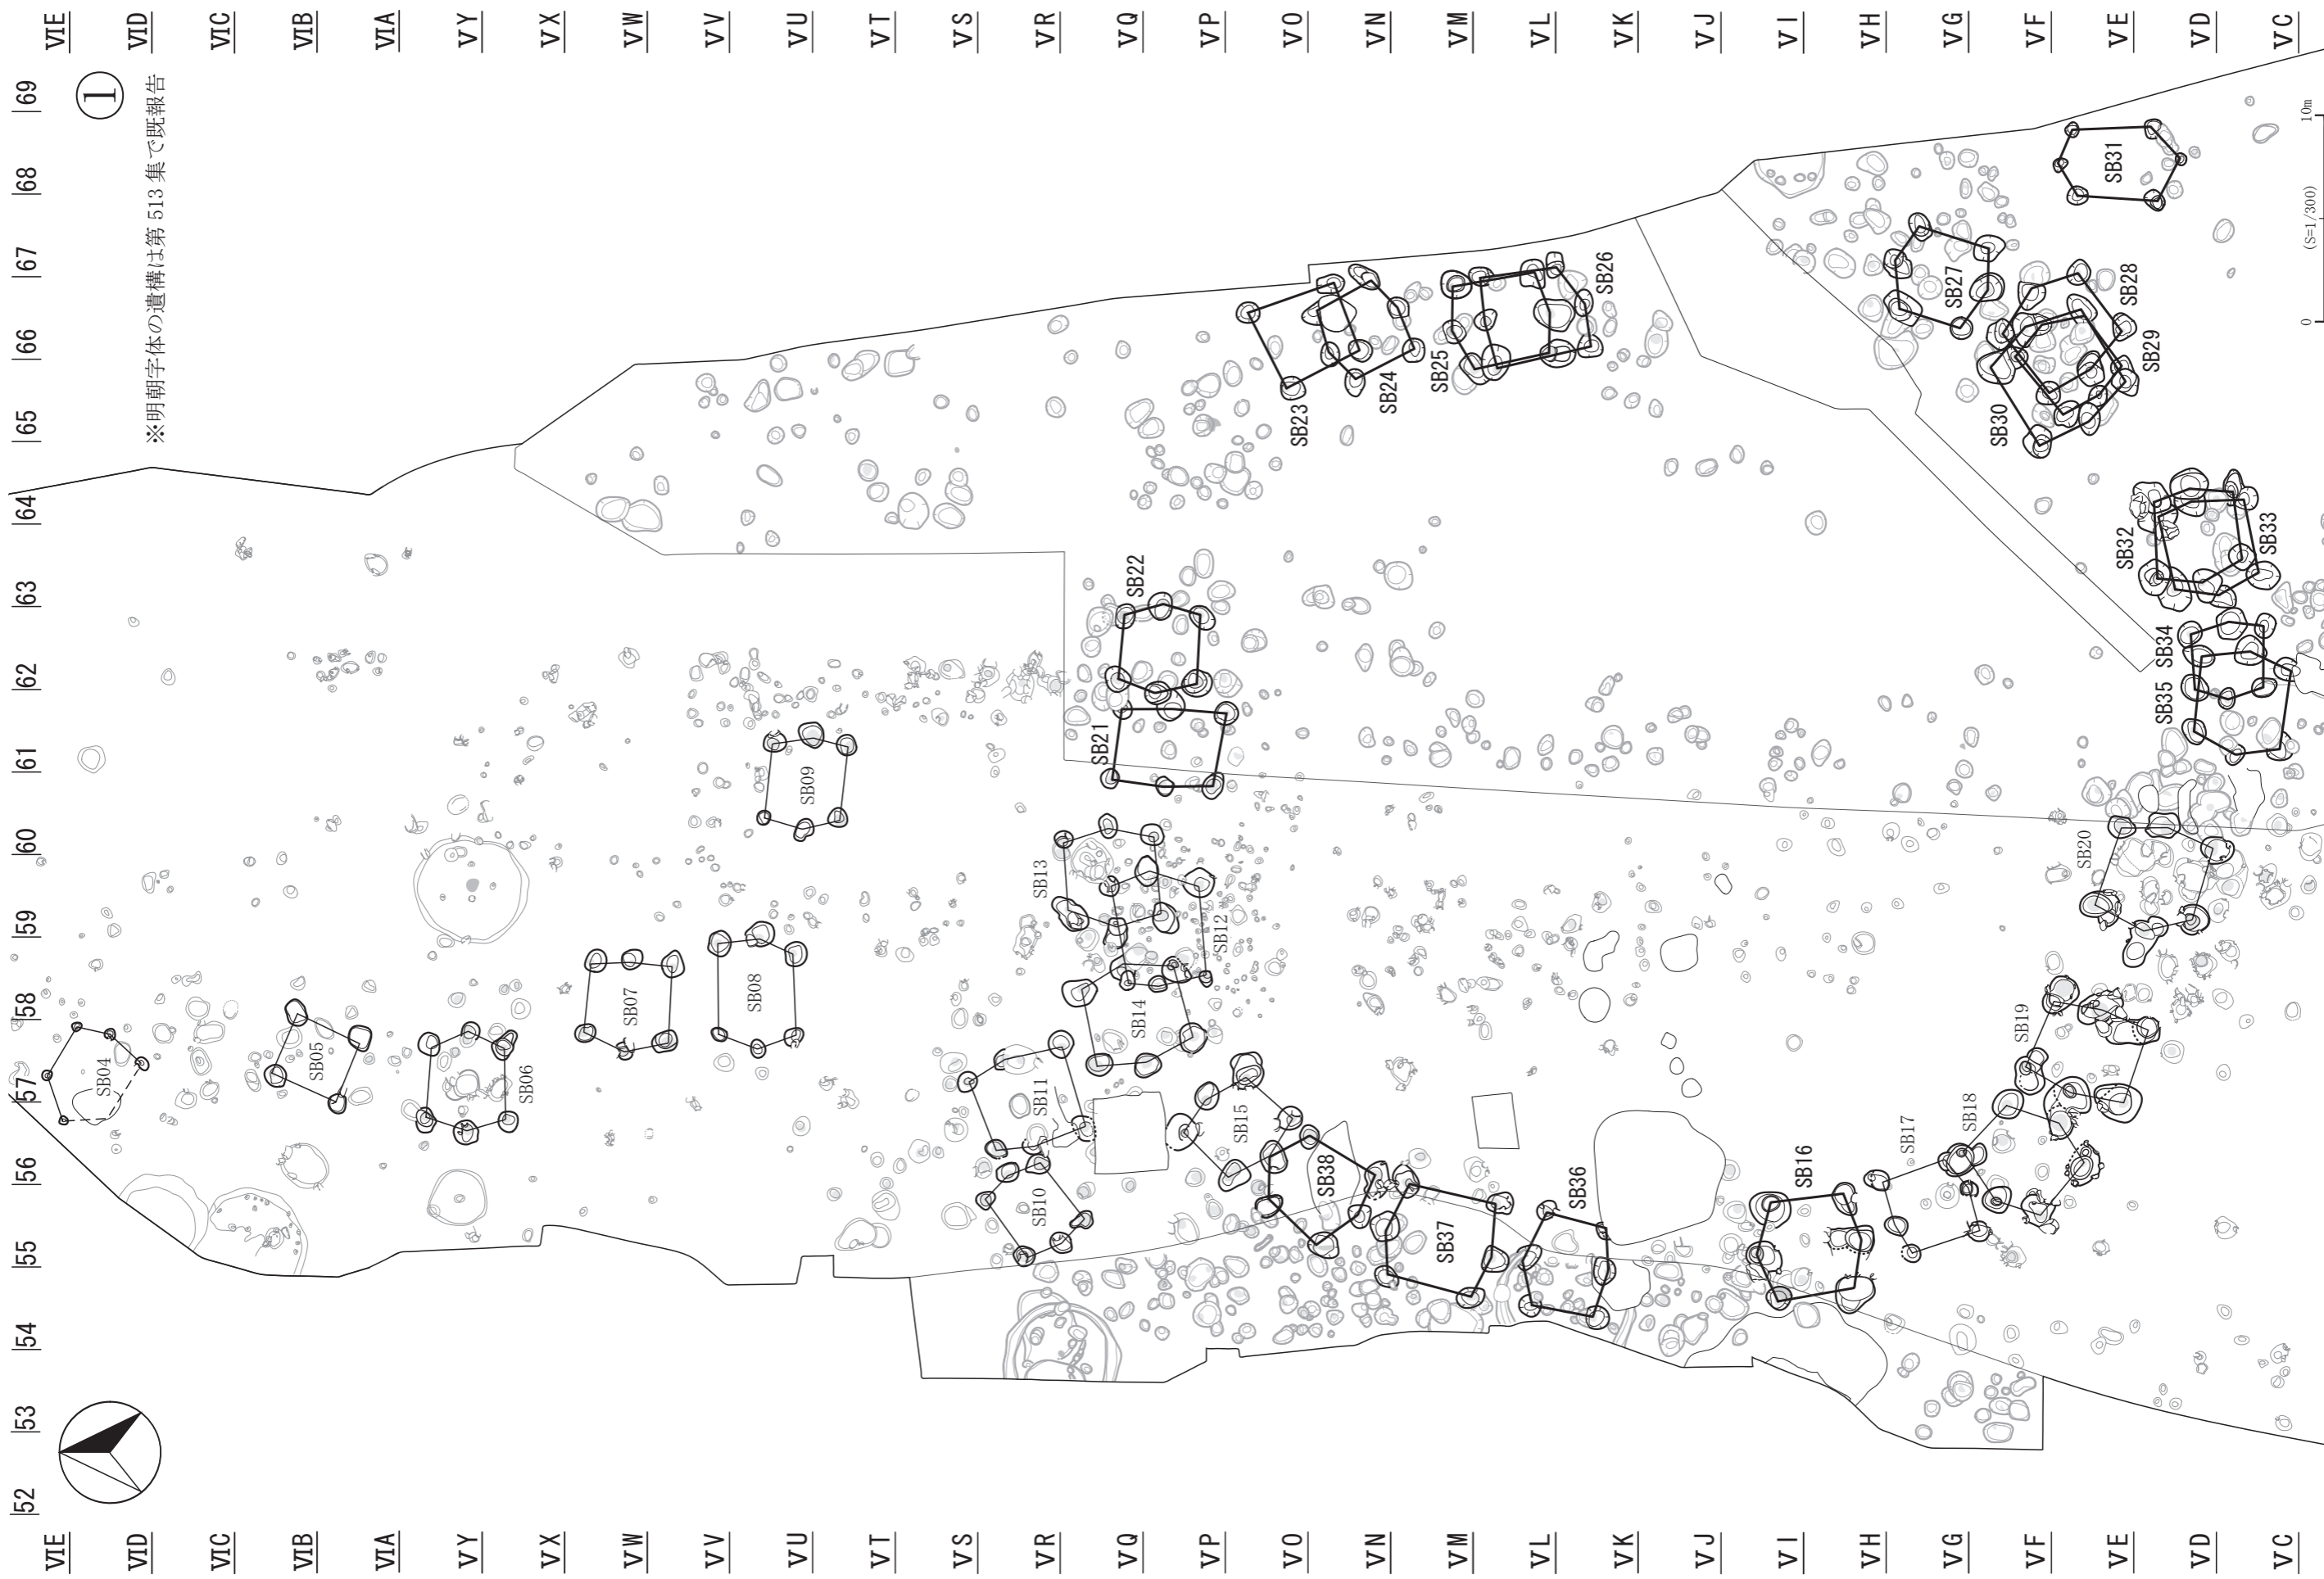 ①
※明朝字体の遺構は第 513 集で既報告
52
53
54
55
56
57
58
59
60
61
62
63
64
65
66
67
68
69
ⅥE
ⅥD
ⅥC
ⅥB
ⅥA
ⅤY
ⅤX
ⅤW
ⅤV
ⅤU
ⅤT
ⅤS
ⅤR
ⅤQ
ⅤP
ⅤO
ⅤN
ⅤM
ⅤL
ⅤK
ⅤJ
ⅤI
ⅤH
ⅤG
ⅤF
ⅤE
ⅤD
ⅤC
ⅥE
ⅥD
ⅥC
ⅥB
ⅥA
ⅤY
ⅤX
ⅤW
ⅤV
ⅤU
ⅤT
ⅤS
ⅤR
ⅤQ
ⅤP
ⅤO
ⅤN
ⅤM
ⅤL
ⅤK
ⅤJ
ⅤI
ⅤH
ⅤG
ⅤF
ⅤE
ⅤD
ⅤC
SB04
SB05
SB06
SB07
SB08
SB09
SB10
SB11
SB12
SB13
SB14
SB15
SB16
SB17
SB18
SB19
SB20
SB21
SB22
SB23
SB24
SB25
SB26
SB27
SB28
SB29
SB30
SB31
SB32
SB33
SB34
SB35
SB36
SB37
SB38
0
(S=1/300)
10m